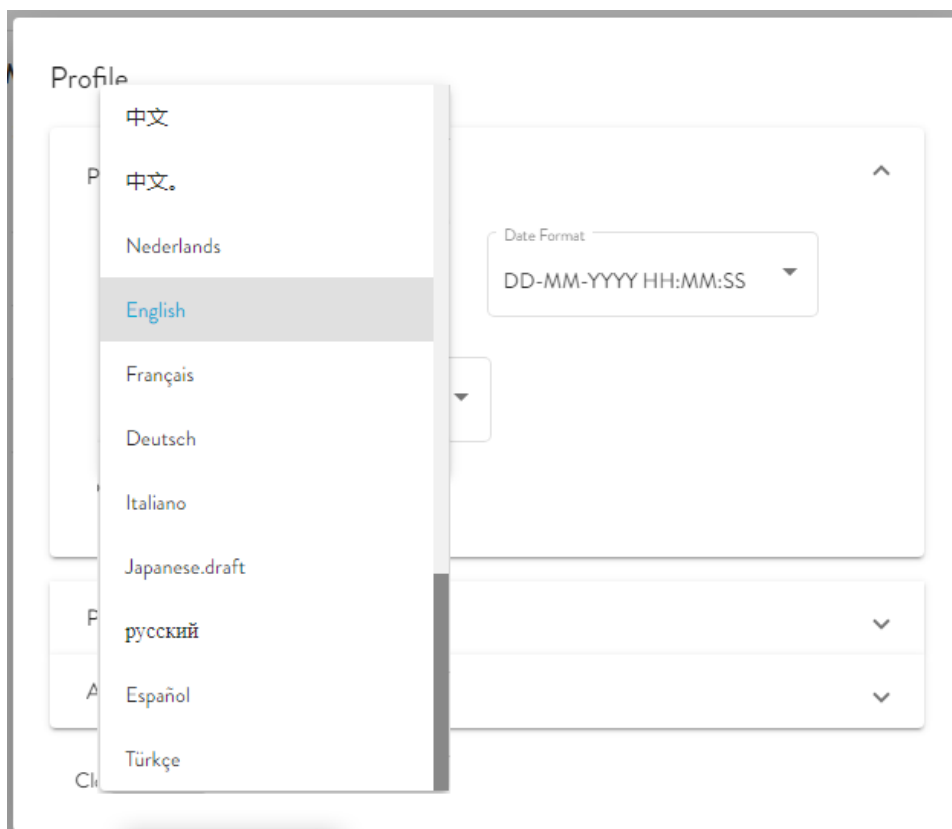 Profile
中文
中文。
Nederlands
Date Format
DD-MM-YYYY HH:MM:SS
English
Français
Deutsch
Italiano
Japanese.draft
русский
Español
Türkçe